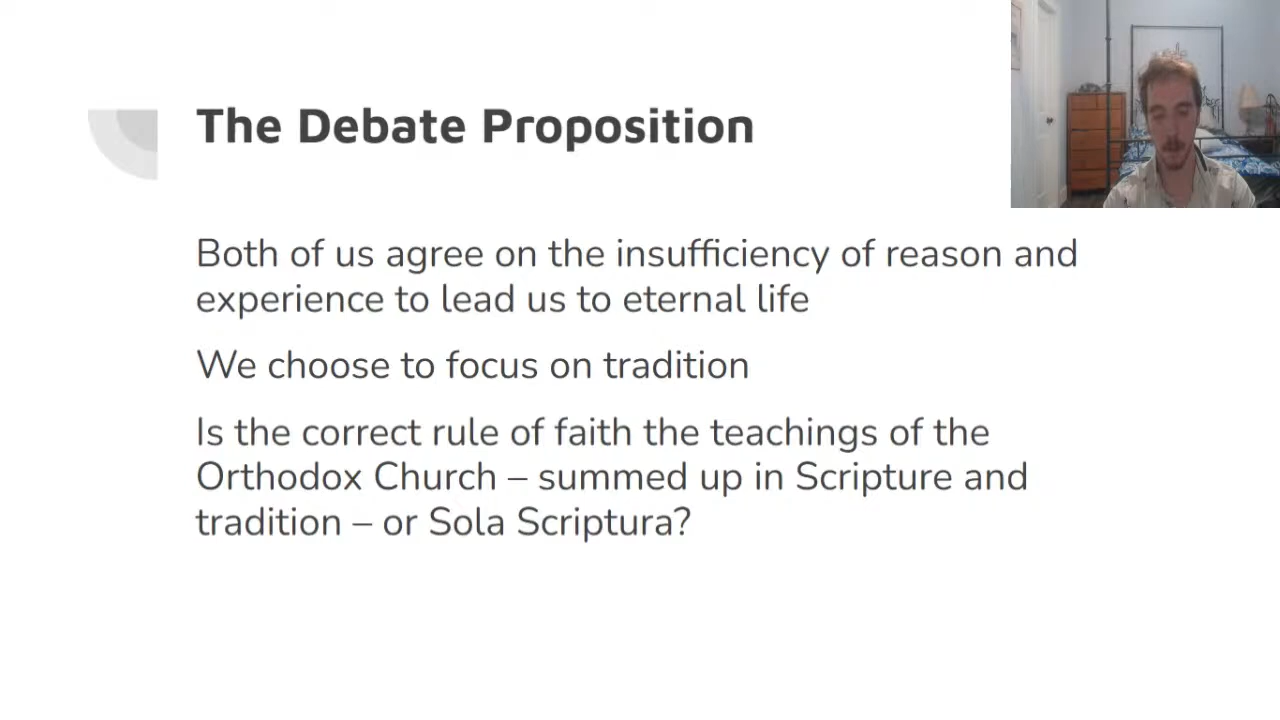 The Debate Proposition
Both of us agree on the insufficiency of reason and
experience to lead us to eternal life
We choose to focus on tradition
Is the correct rule of faith the teachings of the
Orthodox Church – summed up in Scripture and
tradition – or Sola Scriptura?